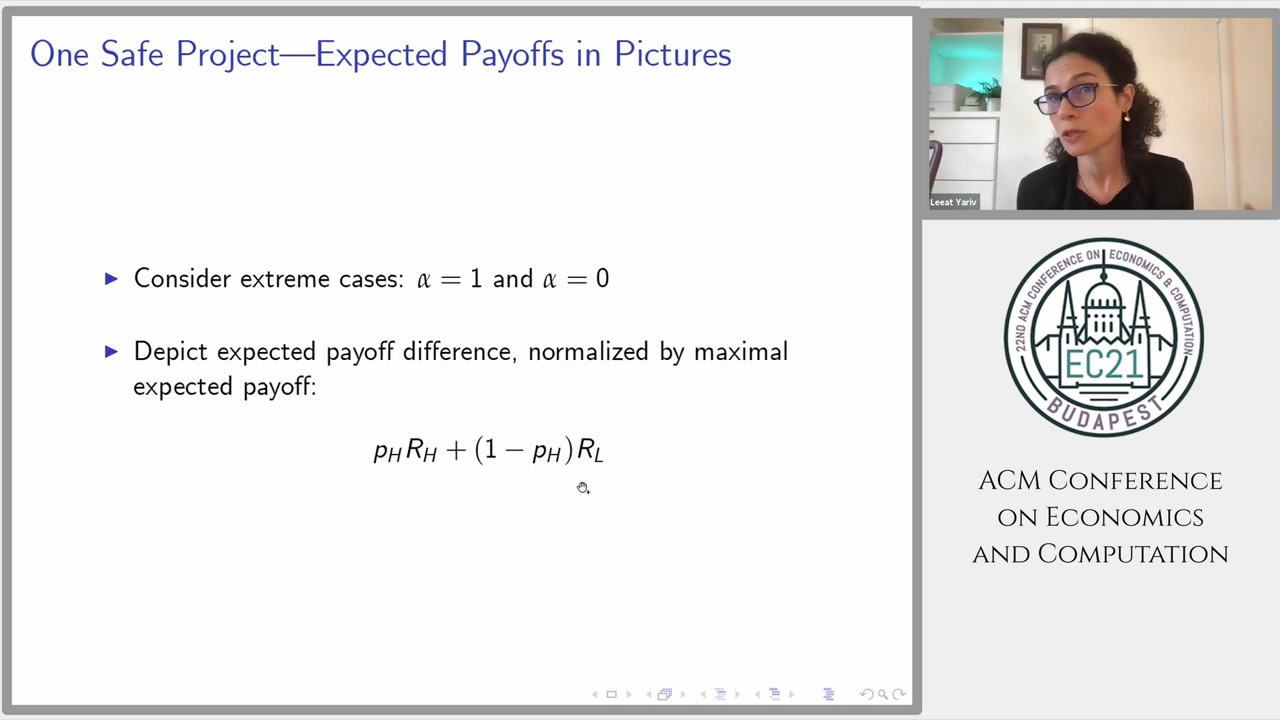 One Safe Project—Expected Payoffs in Pictures
▶ Consider extreme cases: α = 1 and α = 0
▶ Depict expected payoff difference, normalized by maximal
expected payoff:
p_H R_H + (1 − p_H)R_L
Leeat Yariv
22ND ACM CONFERENCE ON ECONOMICS & COMPUTATION
EC21
BUDAPEST
ACM Conference
on Economics
and Computation